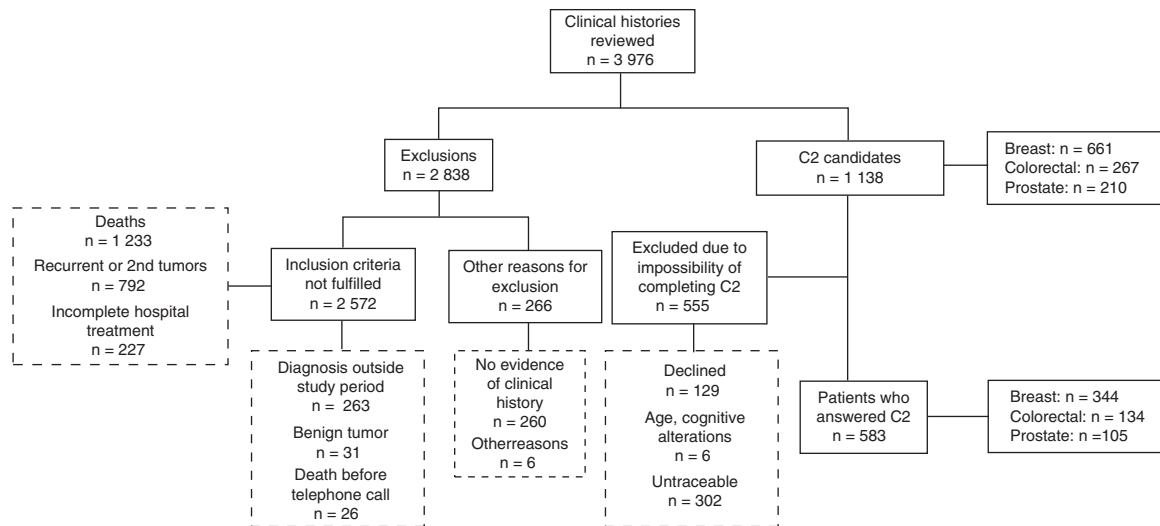 Clinical histories
reviewed
n = 3 976
Exclusions
n = 2 838
C2 candidates
n = 1 138
Breast: n = 661
Colorectal: n = 267
Prostate: n = 210
Deaths
n = 1 233
Recurrent or 2nd tumors
n = 792
Incomplete hospital
treatment
n = 227
Inclusion criteria
not fulfilled
n = 2 572
Other reasons for
exclusion
n = 266
Excluded due to
impossibility of
completing C2
n = 555
Diagnosis outside
study period
n = 263
Benign tumor
n = 31
Death before
telephone call
n = 26
No evidence
of clinical
history
n = 260
Otherreasons
n = 6
Declined
n = 129
Age, cognitive
alterations
n = 6
Untraceable
n = 302
Patients who
answered C2
n = 583
Breast: n = 344
Colorectal: n = 134
Prostate: n =105